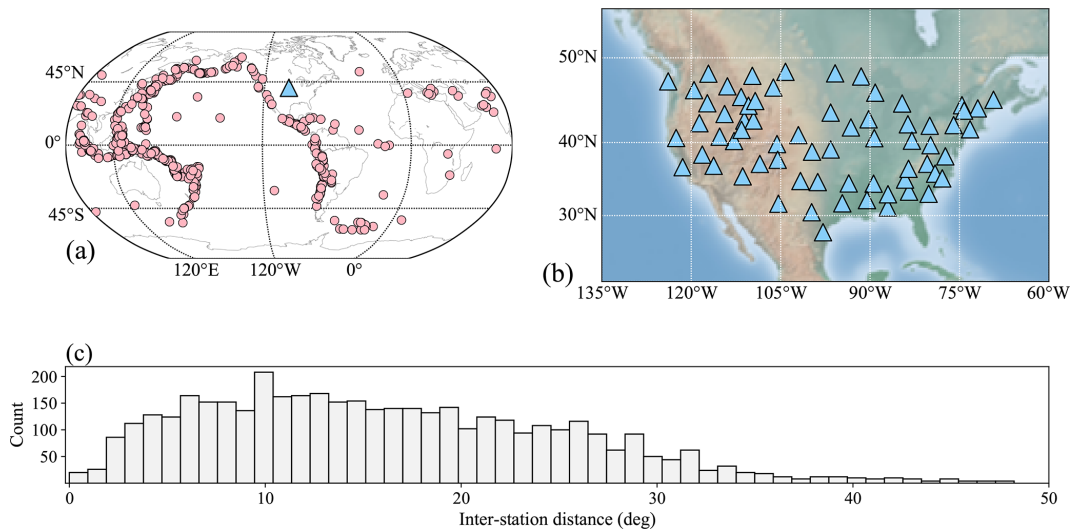 (a)
45°N
0°
45°S
120°E 120°W 0°
(b)
50°N
40°N
30°N
135°W 120°W 105°W 90°W 75°W 60°W
(c)
Count
200
150
100
50
0 10 20 30 40 50
Inter-station distance (deg)